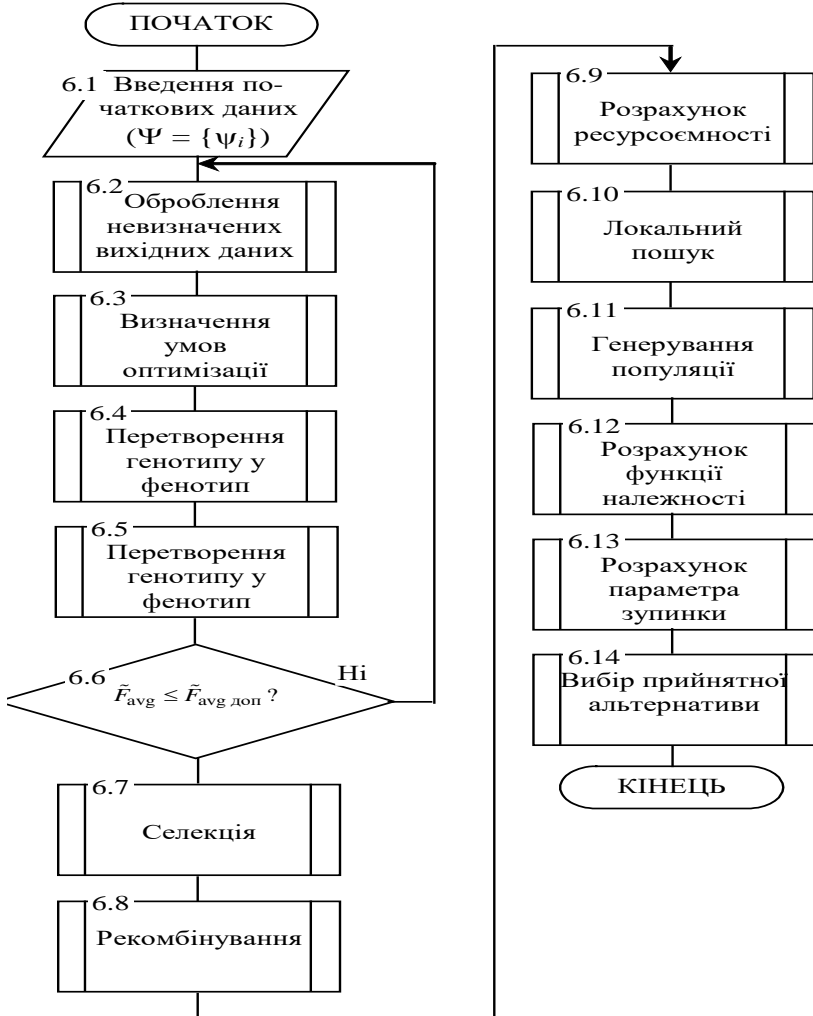 ПОЧАТОК
6.1 Введення по-
чаткових даних
(Ψ = {ψi})
6.2
Оброблення
невизначених
вихідних даних
6.3
Визначення
умов
оптимізації
6.4
Перетворення
генотипу у
фенотип
6.5
Перетворення
генотипу у
фенотип
Ні
6.6
F̃avg ≤ F̃avg доп ?
6.7
Селекція
6.8
Рекомбінування
6.9
Розрахунок
ресурсоємності
6.10
Локальний
пошук
6.11
Генерування
популяції
6.12
Розрахунок
функції
належності
6.13
Розрахунок
параметра
зупинки
6.14
Вибір прийнятної
альтернативи
КІНЕЦЬ